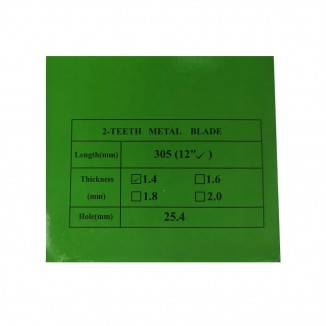 2-TEETH METAL BLADE
Length(mm) 305 (12"✓)
Thickness ☑1.4 ☐1.6
(mm) ☐1.8 ☐2.0
Hole(mm) 25.4